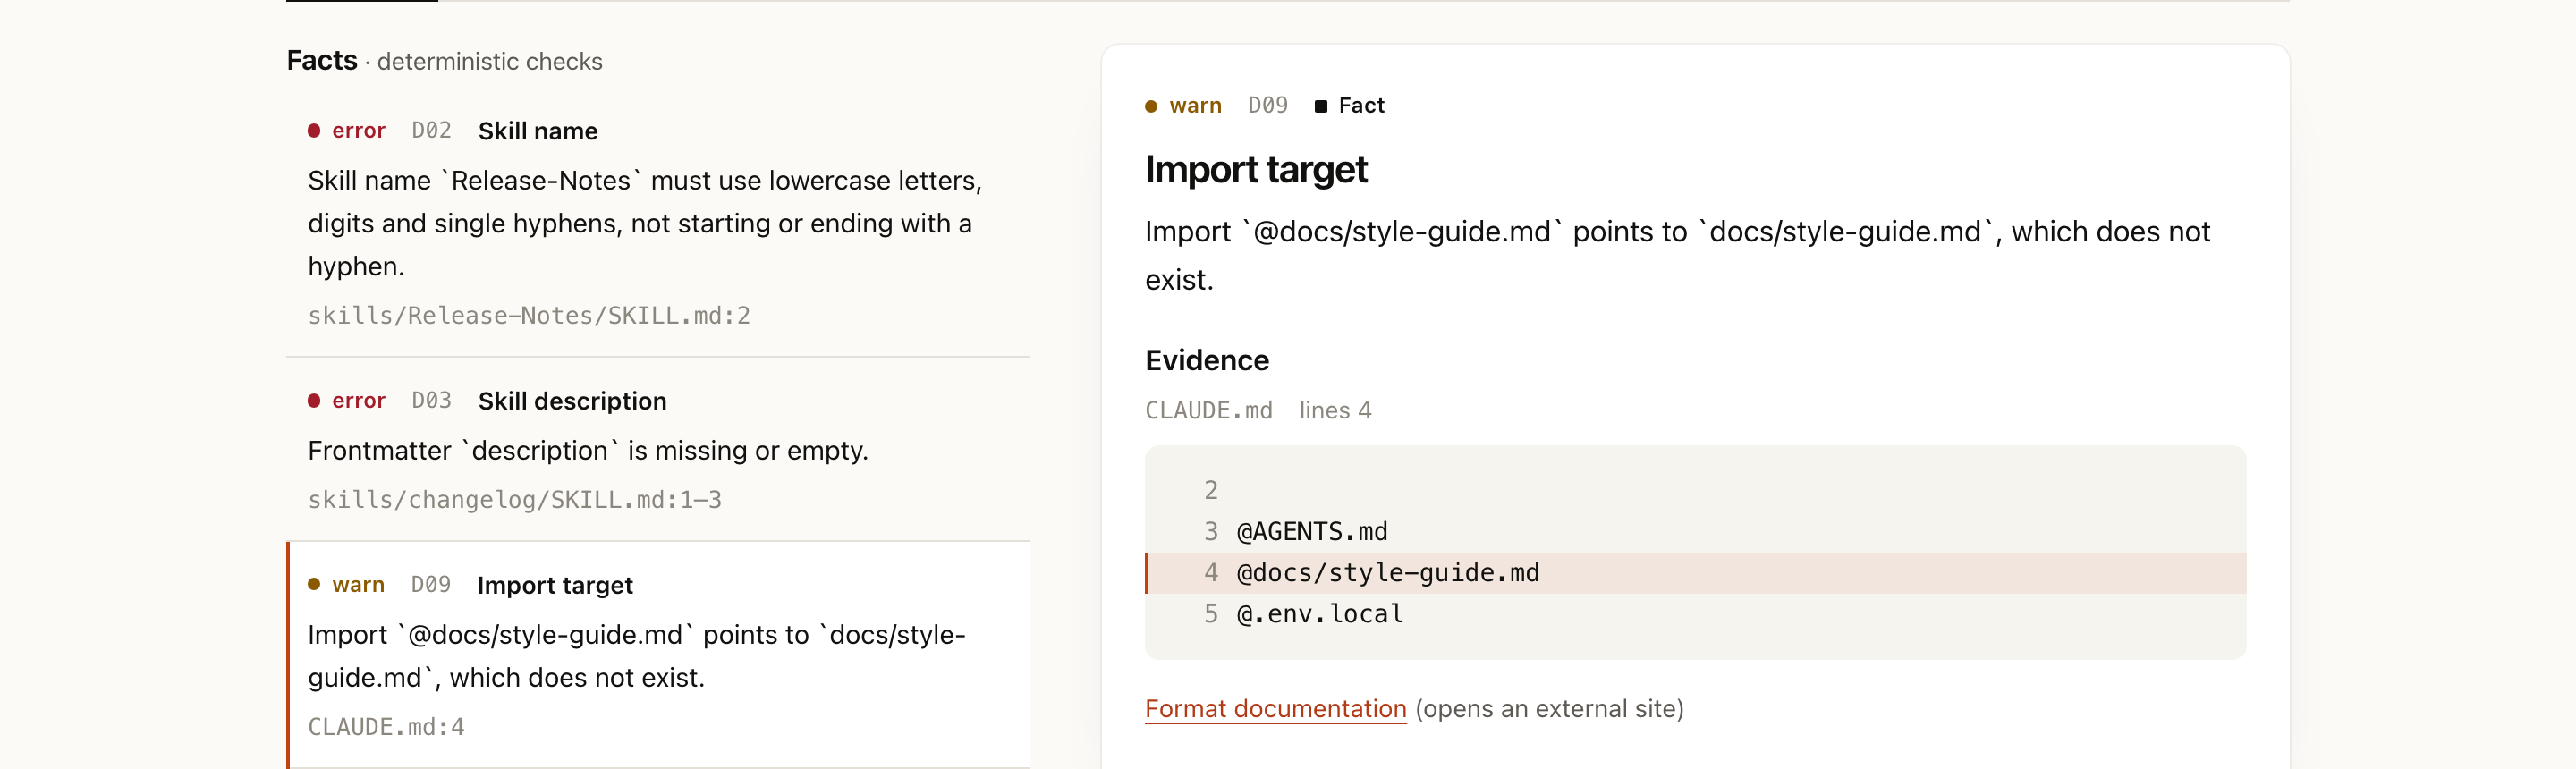 Facts · deterministic checks
error D02 Skill name
Skill name `Release-Notes` must use lowercase letters,
digits and single hyphens, not starting or ending with a
hyphen.
skills/Release-Notes/SKILL.md:2
error D03 Skill description
Frontmatter `description` is missing or empty.
skills/changelog/SKILL.md:1–3
warn D09 Import target
Import `@docs/style-guide.md` points to `docs/style-
guide.md`, which does not exist.
CLAUDE.md:4
warn D09 Fact
Import target
Import `@docs/style-guide.md` points to `docs/style-guide.md`, which does not
exist.
Evidence
CLAUDE.md lines 4
2
3 @AGENTS.md
4 @docs/style-guide.md
5 @.env.local
Format documentation (opens an external site)